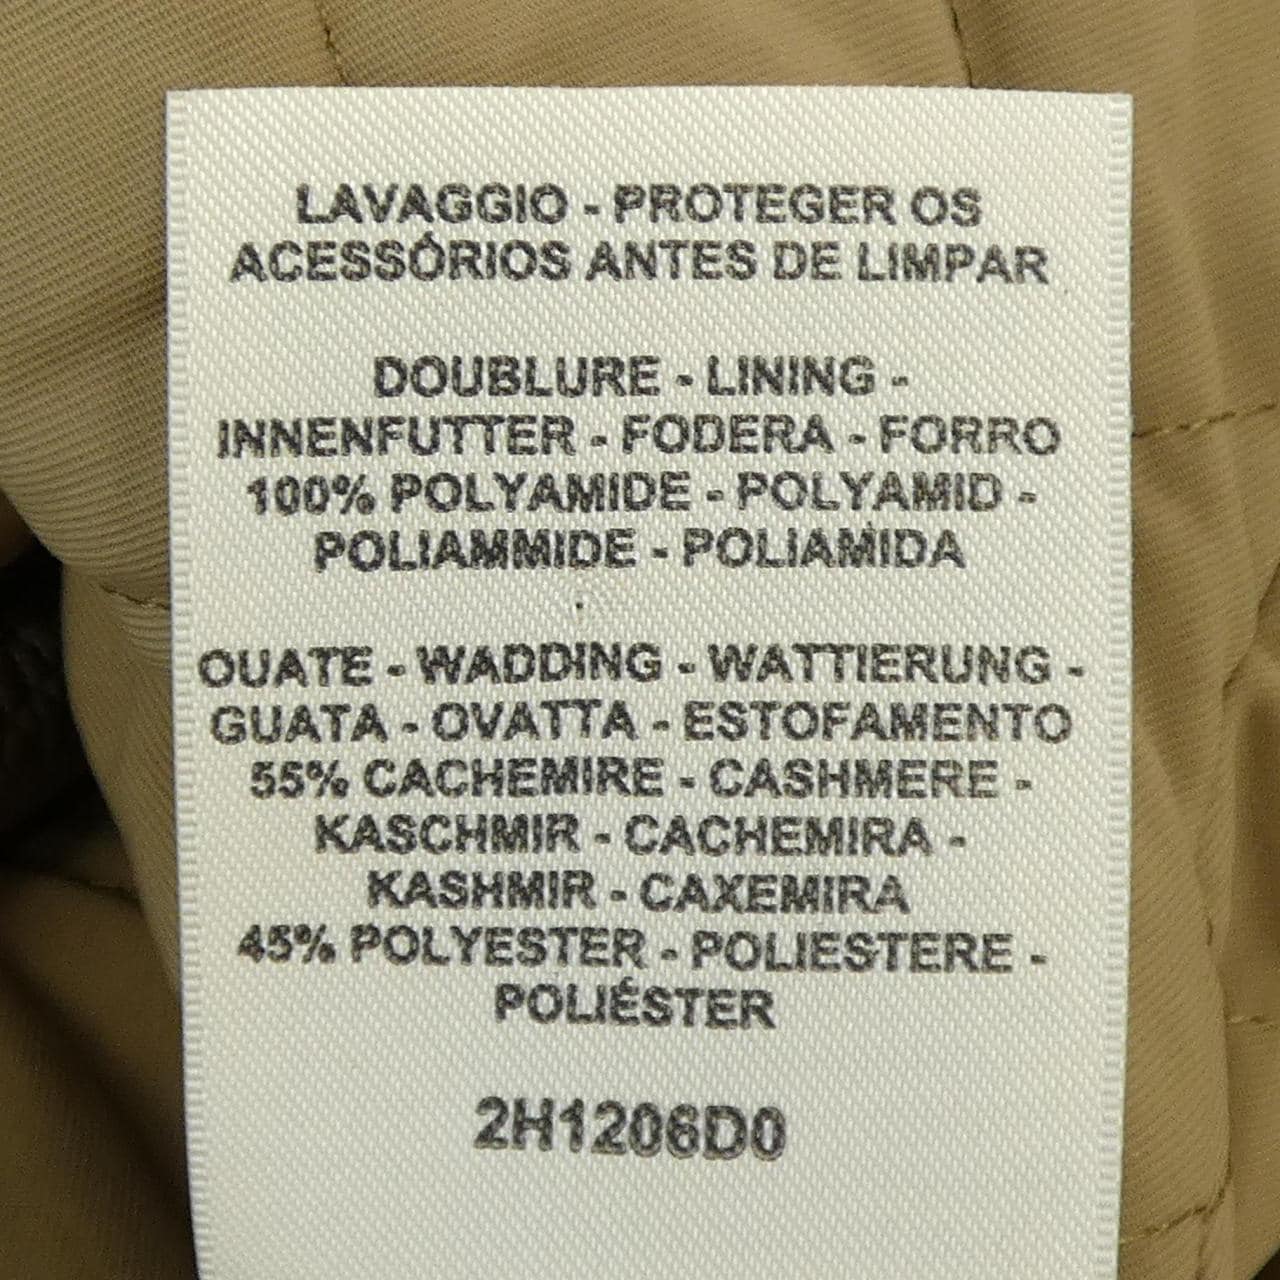 LAVAGGIO - PROTEGER OS
ACESSÓRIOS ANTES DE LIMPAR
DOUBLURE - LINING -
INNENFUTTER - FODERA - FORRO
100% POLYAMIDE - POLYAMID -
POLIAMMIDE - POLIAMIDA
OUATE - WADDING - WATTIERUNG -
GUATA - OVATTA - ESTOFAMENTO
55% CACHEMIRE - CASHMERE -
KASCHMIR - CACHEMIRA -
KASHMIR - CAXEMIRA
45% POLYESTER - POLIESTERE -
POLIÉSTER
2H1206D0